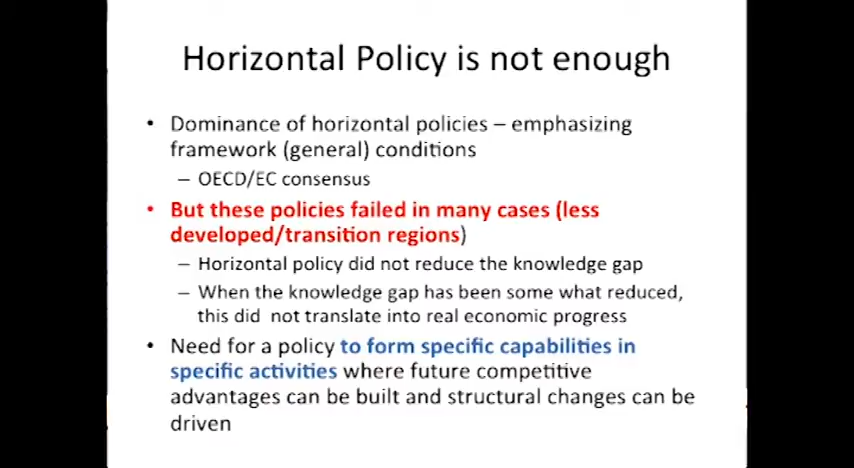 Horizontal Policy is not enough
• Dominance of horizontal policies – emphasizing
framework (general) conditions
– OECD/EC consensus
• But these policies failed in many cases (less
developed/transition regions)
– Horizontal policy did not reduce the knowledge gap
– When the knowledge gap has been some what reduced,
this did not translate into real economic progress
• Need for a policy to form specific capabilities in
specific activities where future competitive
advantages can be built and structural changes can be
driven